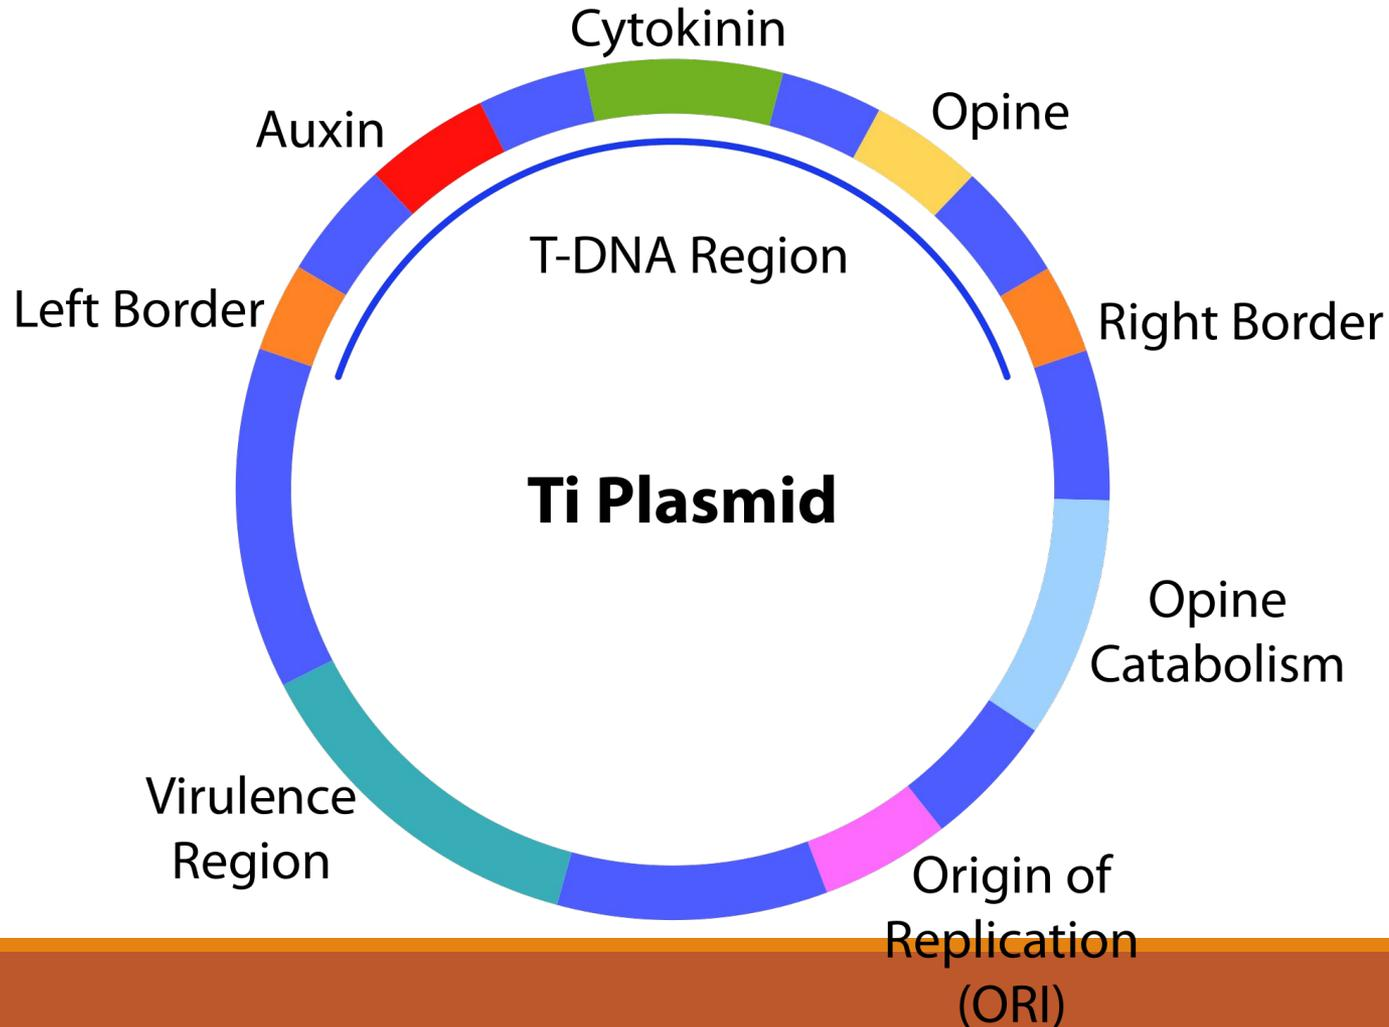 Cytokinin
Auxin
Opine
T-DNA Region
Left Border
Right Border
Ti Plasmid
Opine
Catabolism
Virulence
Region
Origin of
Replication
(ORI)